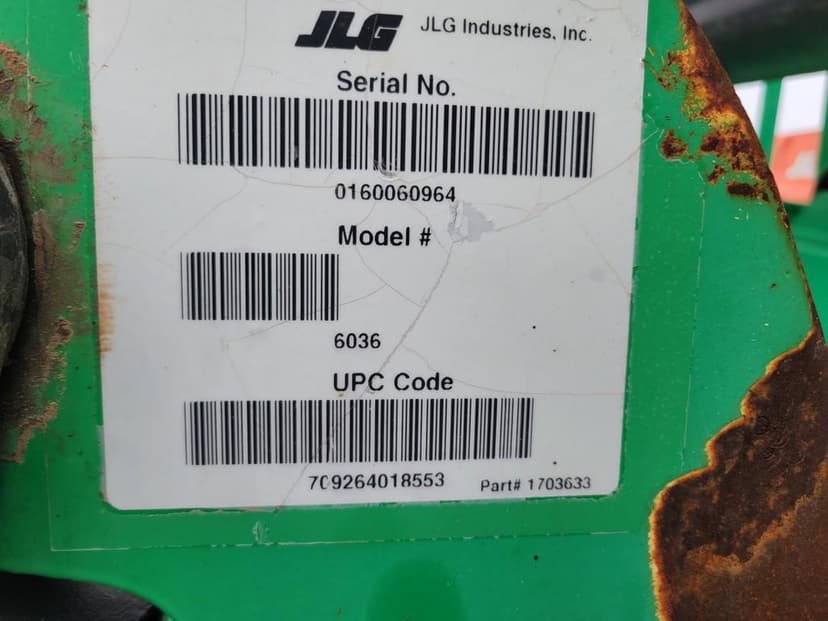 JLG JLG Industries, Inc.
Serial No.
0160060964
Model #
6036
UPC Code
709264018553 Part# 1703633